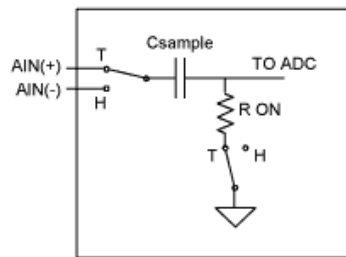 Csample
T
AIN(+)
TO ADC
AIN(-)
H
R ON
T
H